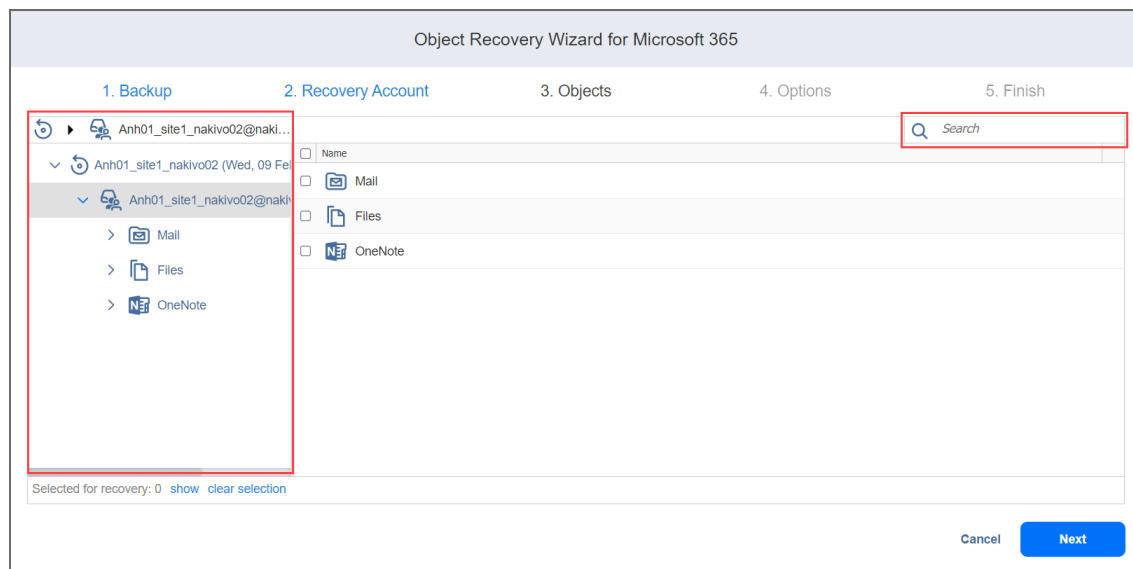 Object Recovery Wizard for Microsoft 365
1. Backup 2. Recovery Account 3. Objects 4. Options 5. Finish
Anh01_site1_nakivo02@naki...
Search
Anh01_site1_nakivo02 (Wed, 09 Fe
Anh01_site1_nakivo02@naki
Mail
Files
OneNote
Name
Mail
Files
OneNote
Selected for recovery: 0 show clear selection
Cancel Next